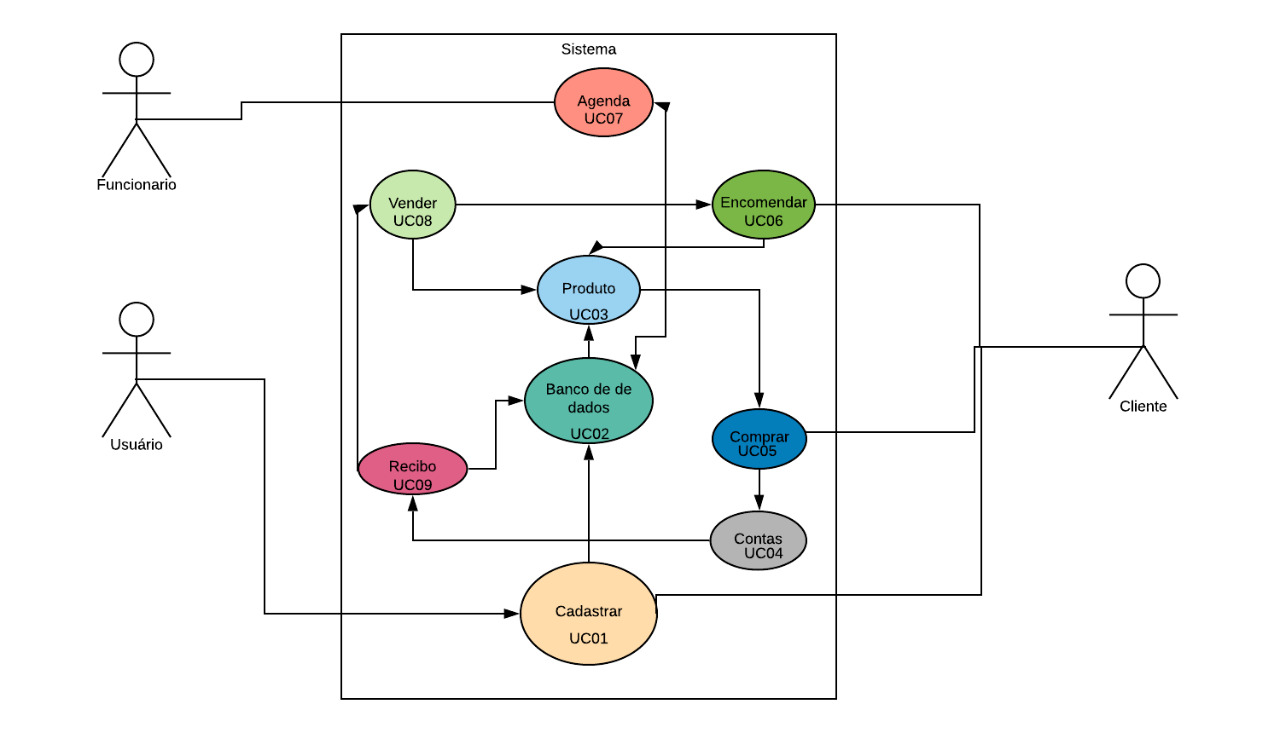 Sistema
Agenda
UC07
Funcionario
Vender
UC08
Encomendar
UC06
Produto
UC03
Banco de de
dados
UC02
Cliente
Comprar
UC05
Usuário
Recibo
UC09
Contas
UC04
Cadastrar
UC01